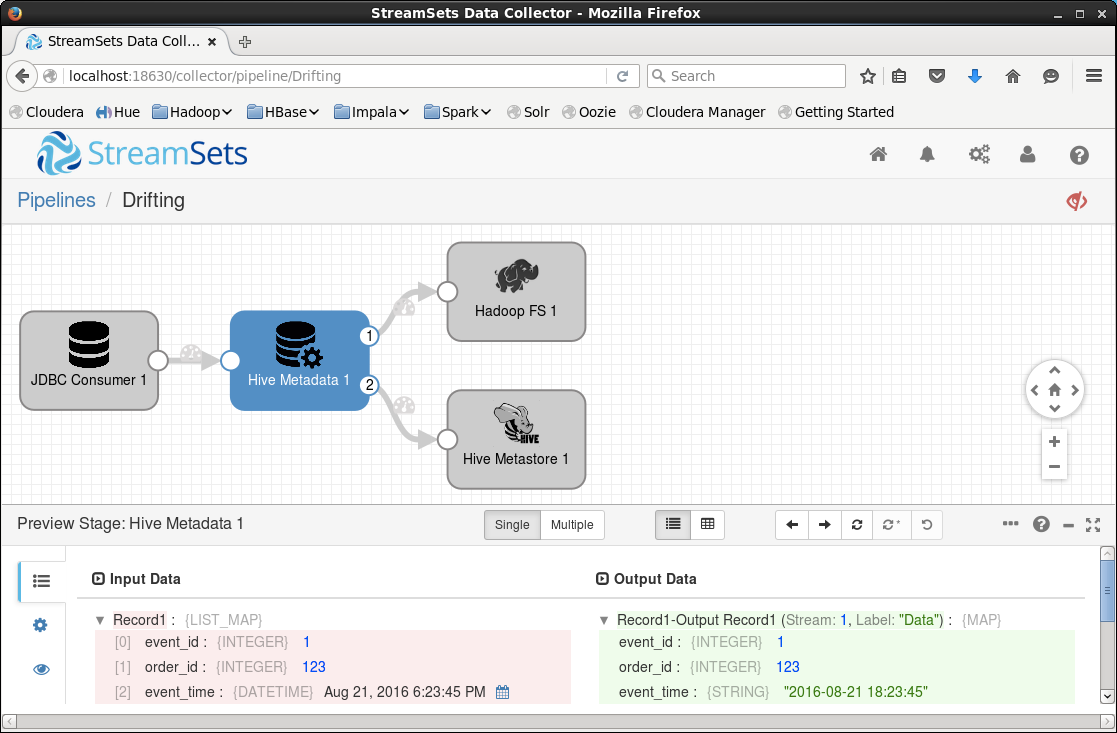 StreamSets Data Collector - Mozilla Firefox
StreamSets Data Coll...
localhost:18630/collector/pipeline/Drifting
Search
Cloudera Hue Hadoop HBase Impala Spark Solr Oozie Cloudera Manager Getting Started
StreamSets
Pipelines / Drifting
Hadoop FS 1
JDBC Consumer 1
Hive Metadata 1
1
2
HIVE
Hive Metastore 1
Preview Stage: Hive Metadata 1
Single Multiple
Input Data
Record1 : {LIST_MAP}
[0] event_id : {INTEGER} 1
[1] order_id : {INTEGER} 123
[2] event_time : {DATETIME} Aug 21, 2016 6:23:45 PM
Output Data
Record1-Output Record1 (Stream: 1, Label: "Data") : {MAP}
event_id : {INTEGER} 1
order_id : {INTEGER} 123
event_time : {STRING} "2016-08-21 18:23:45"